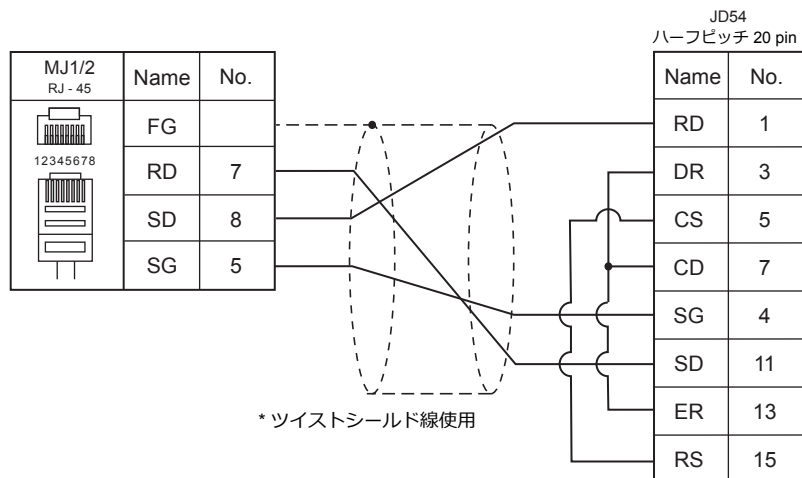 JD54
ハーフピッチ 20 pin
MJ1/2
RJ - 45
Name No.
12345678
FG
RD 7
SD 8
SG 5
Name No.
RD 1
DR 3
CS 5
CD 7
SG 4
SD 11
ER 13
RS 15
* ツイストシールド線使用